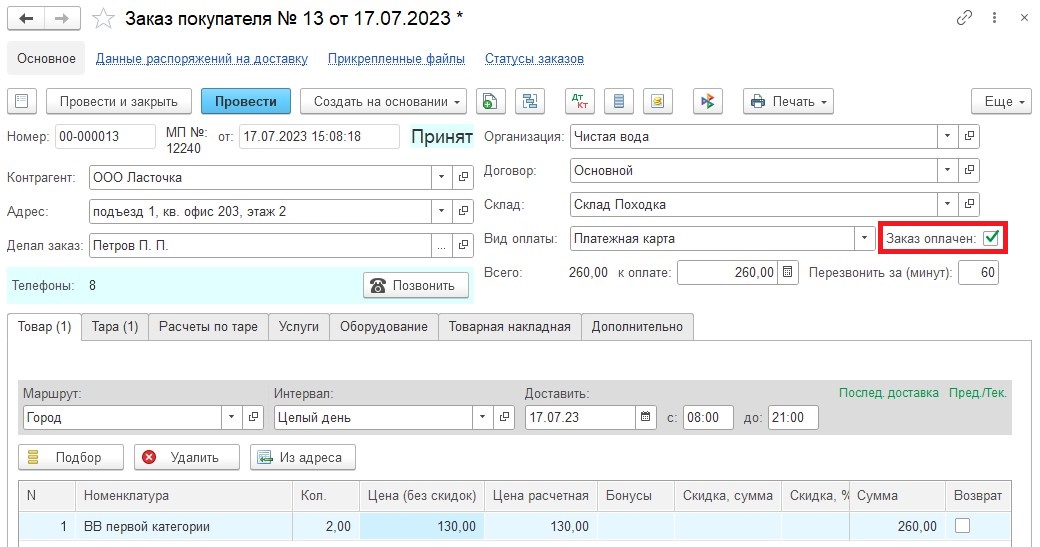 Заказ покупателя № 13 от 17.07.2023 *
Основное Данные распоряжений на доставку Прикрепленные файлы Статусы заказов
Провести и закрыть Провести Создать на основании Дт Кт Печать Еще
Номер: 00-000013 МП №: 12240 от: 17.07.2023 15:08:18 Принят Организация: Чистая вода
Контрагент: ООО Ласточка Договор: Основной
Адрес: подъезд 1, кв. офис 203, этаж 2 Склад: Склад Походка
Делал заказ: Петров П. П. ... Вид оплаты: Платежная карта Заказ оплачен:
Телефоны: 8 Позвонить Всего: 260,00 к оплате: 260,00 Перезвонить за (минут): 60
Товар (1) Тара (1) Расчеты по таре Услуги Оборудование Товарная накладная Дополнительно
Маршрут: Интервал: Доставить: Послед. доставка Пред./Тек.
Город Целый день 17.07.23 с: 08:00 до: 21:00
Подбор Удалить Из адреса
N Номенклатура Кол. Цена (без скидок) Цена расчетная Бонусы Скидка, сумма Скидка, % Сумма Возврат
1 ВВ первой категории 2,00 130,00 130,00 260,00